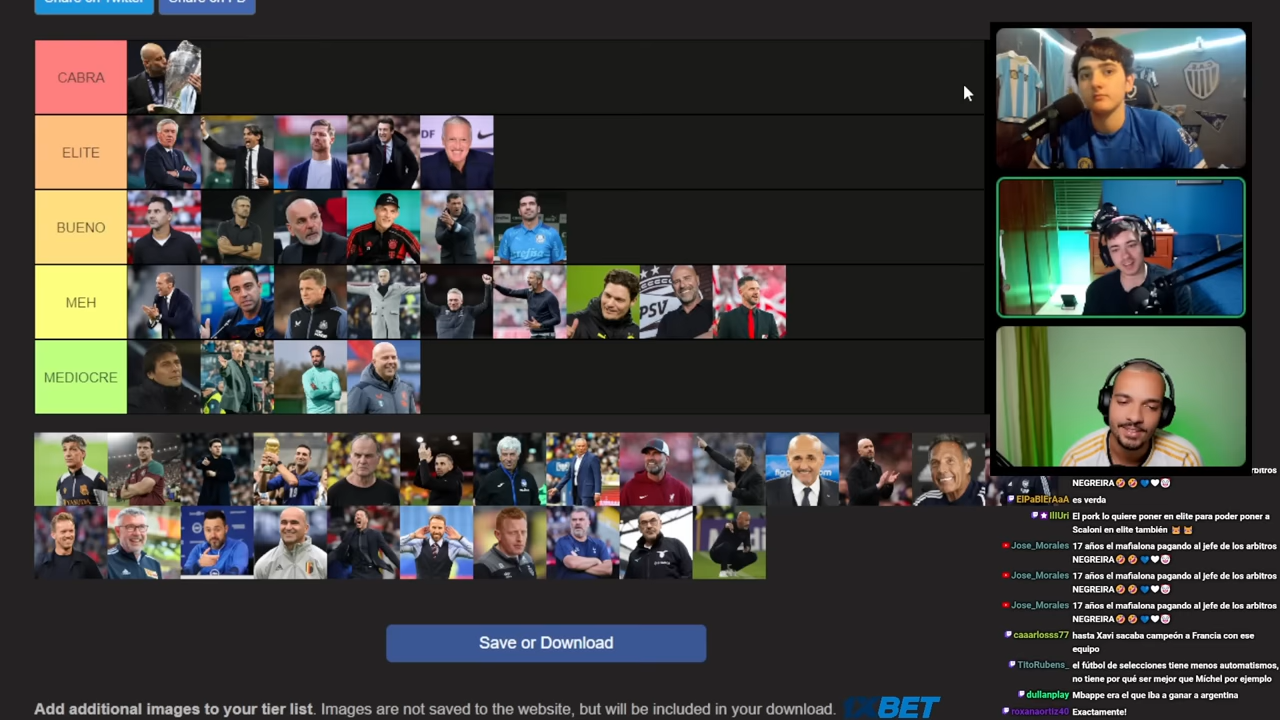 Share on Twitter
Share on FB
CABRA
ELITE
BUENO
MEH
MEDIOCRE
PDF
PSV
Save or Download
Add additional images to your tier list. Images are not saved to the website, but will be included in your download.
BET
NEGREIRA🤣🤣💙🤍🤡
ElPaBlErAaA es verda
IllUri El pork lo quiere poner en elite para poder poner a
Scaloni en elite también
Jose_Morales 17 años el mafialona pagando al jefe de los arbitros
NEGREIRA🤣🤣💙🤍🤡
Jose_Morales 17 años el mafialona pagando al jefe de los arbitros
NEGREIRA🤣🤣💙🤍🤡
Jose_Morales 17 años el mafialona pagando al jefe de los arbitros
NEGREIRA🤣🤣💙🤍🤡
caaarlosss77 hasta Xavi sacaba campeón a Francia con ese
equipo
TitoRubens_ el fútbol de selecciones tiene menos automatismos,
no tiene por qué ser mejor que Míchel por ejemplo
dullanplay Mbappe era el que iba a ganar a argentina
roxanaortiz40 Exactamente!